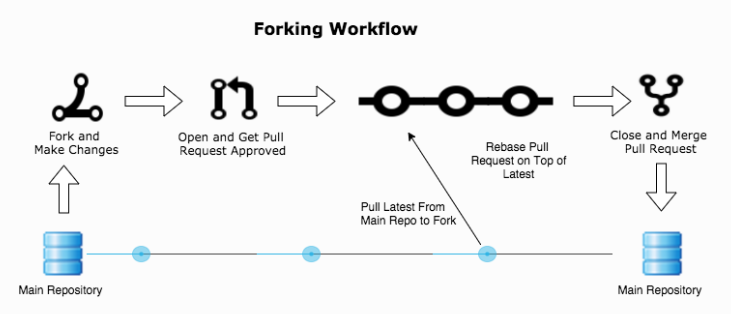 Forking Workflow
Fork and
Make Changes
Open and Get Pull
Request Approved
Rebase Pull
Request on Top of
Latest
Close and Merge
Pull Request
Pull Latest From
Main Repo to Fork
Main Repository
Main Repository